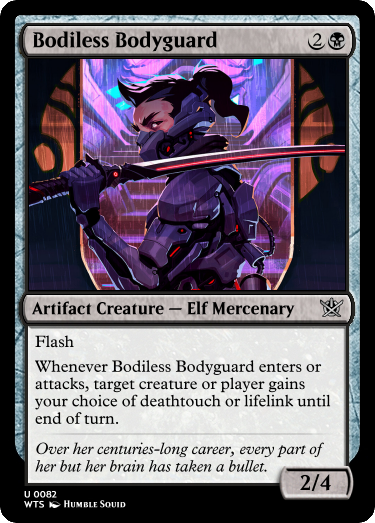 Bodiless Bodyguard 2
Artifact Creature — Elf Mercenary
Flash
Whenever Bodiless Bodyguard enters or
attacks, target creature or player gains
your choice of deathtouch or lifelink until
end of turn.
Over her centuries-long career, every part of
her but her brain has taken a bullet.
2/4
U 0082
WTS Humble Squid